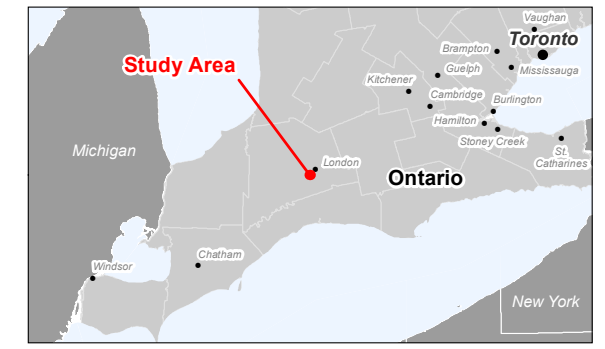 Vaughan
Toronto
Brampton
Study Area
Guelph
Mississauga
Kitchener
Cambridge
Burlington
Hamilton
Stoney Creek
Michigan
St.
Catharines
London
Ontario
Chatham
Windsor
New York